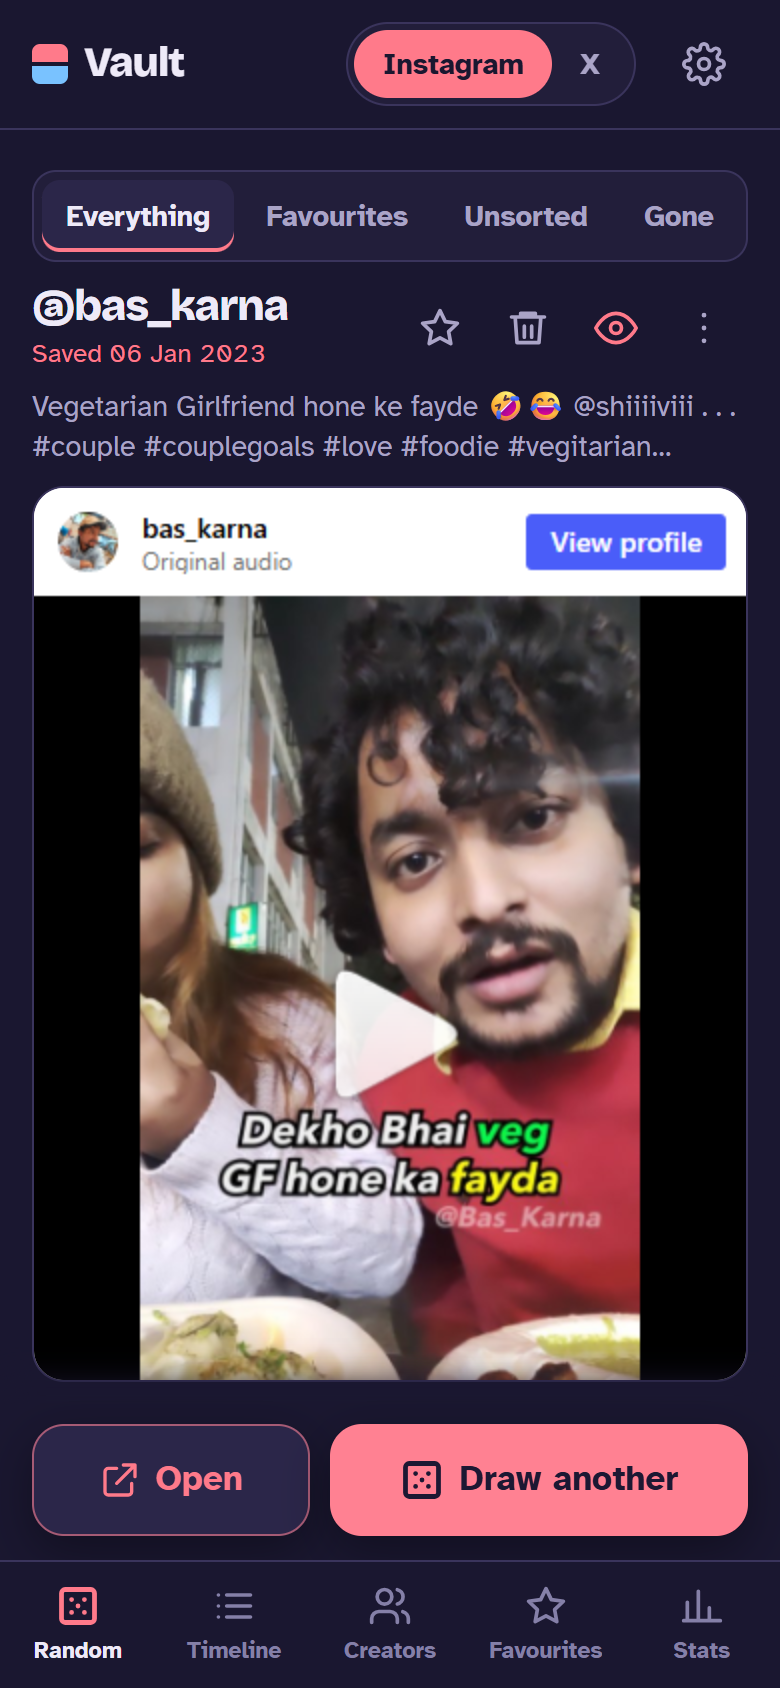 Vault
Instagram X
Everything Favourites Unsorted Gone
@bas_karna
Saved 06 Jan 2023
Vegetarian Girlfriend hone ke fayde 🤣 😂 @shiiiiviii . . .
#couple #couplegoals #love #foodie #vegitarian...
bas_karna
Original audio
View profile
Dekho Bhai veg
GF hone ka fayda
@Bas_Karna
Open
Draw another
Random Timeline Creators Favourites Stats